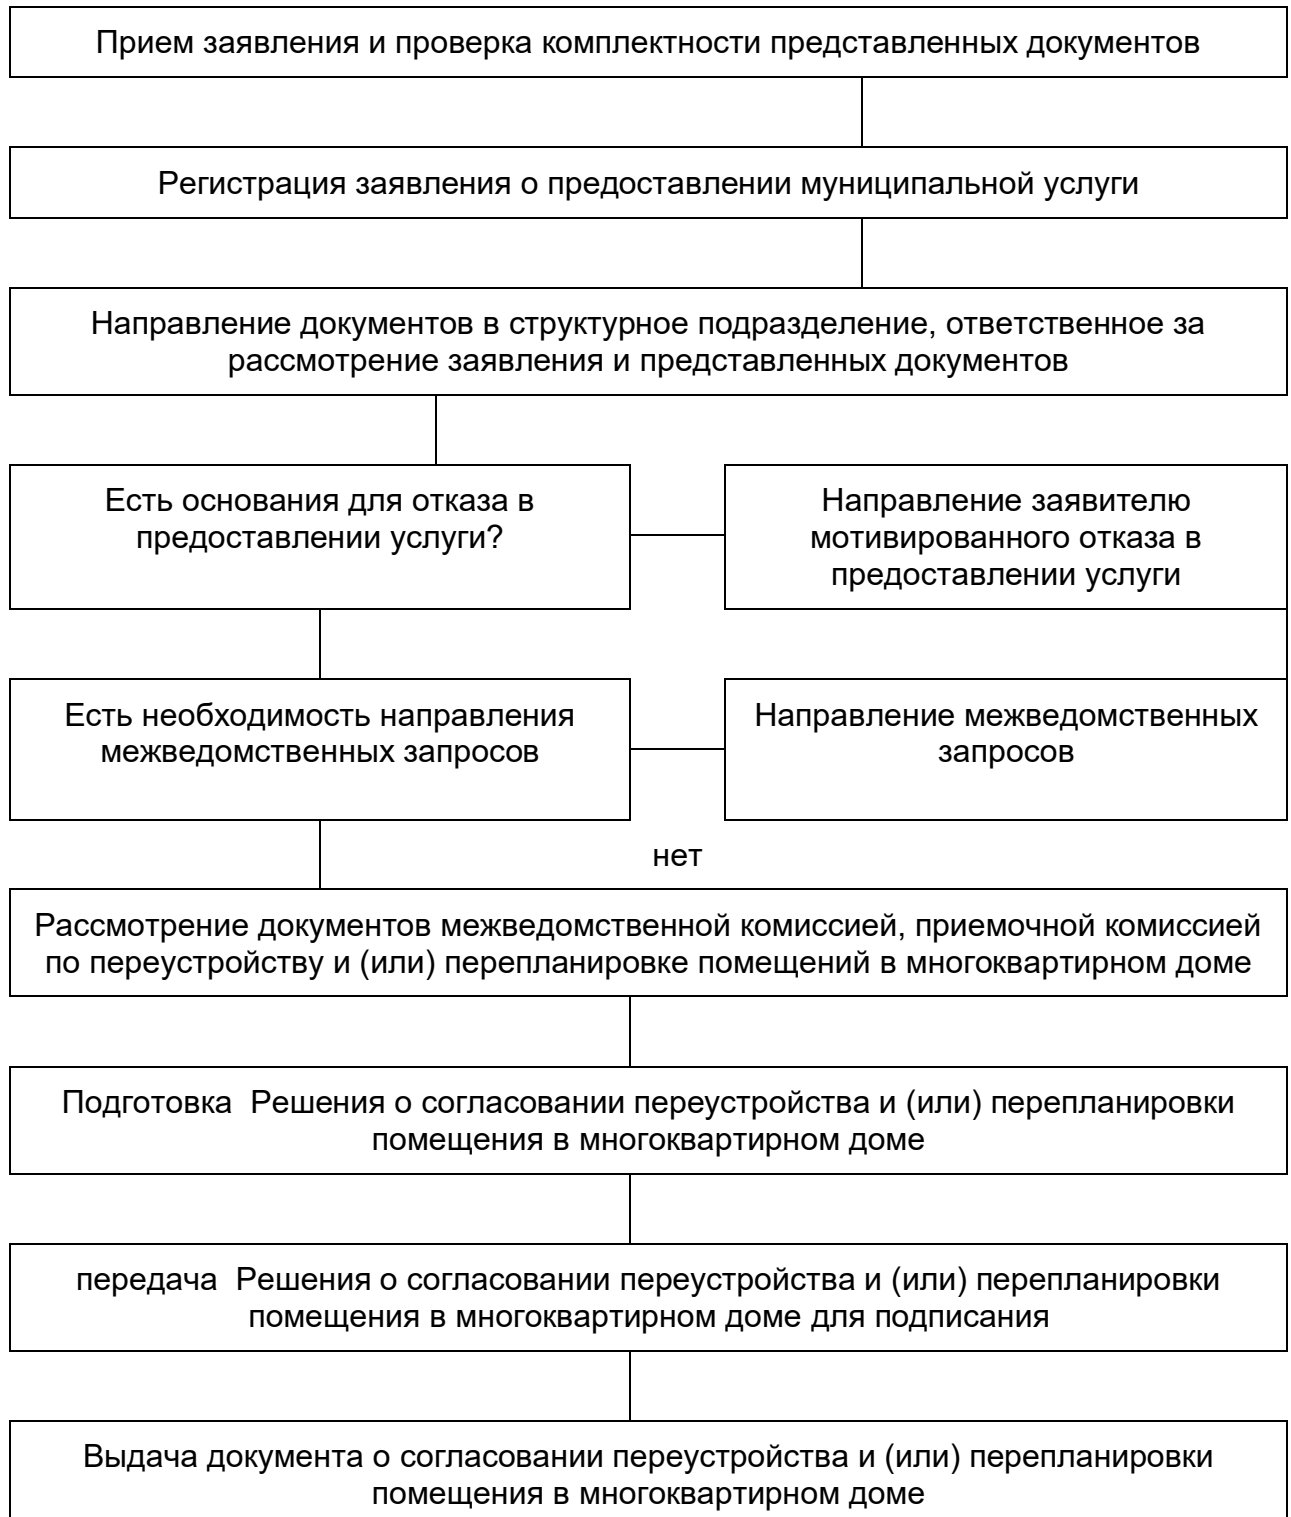 Прием заявления и проверка комплектности представленных документов
Регистрация заявления о предоставлении муниципальной услуги
Направление документов в структурное подразделение, ответственное за
рассмотрение заявления и представленных документов
Есть основания для отказа в
предоставлении услуги?
Направление заявителю
мотивированного отказа в
предоставлении услуги
Есть необходимость направления
межведомственных запросов
Направление межведомственных
запросов
нет
Рассмотрение документов межведомственной комиссией, приемочной комиссией
по переустройству и (или) перепланировке помещений в многоквартирном доме
Подготовка  Решения о согласовании переустройства и (или) перепланировки
помещения в многоквартирном доме
передача  Решения о согласовании переустройства и (или) перепланировки
помещения в многоквартирном доме для подписания
Выдача документа о согласовании переустройства и (или) перепланировки
помещения в многоквартирном доме